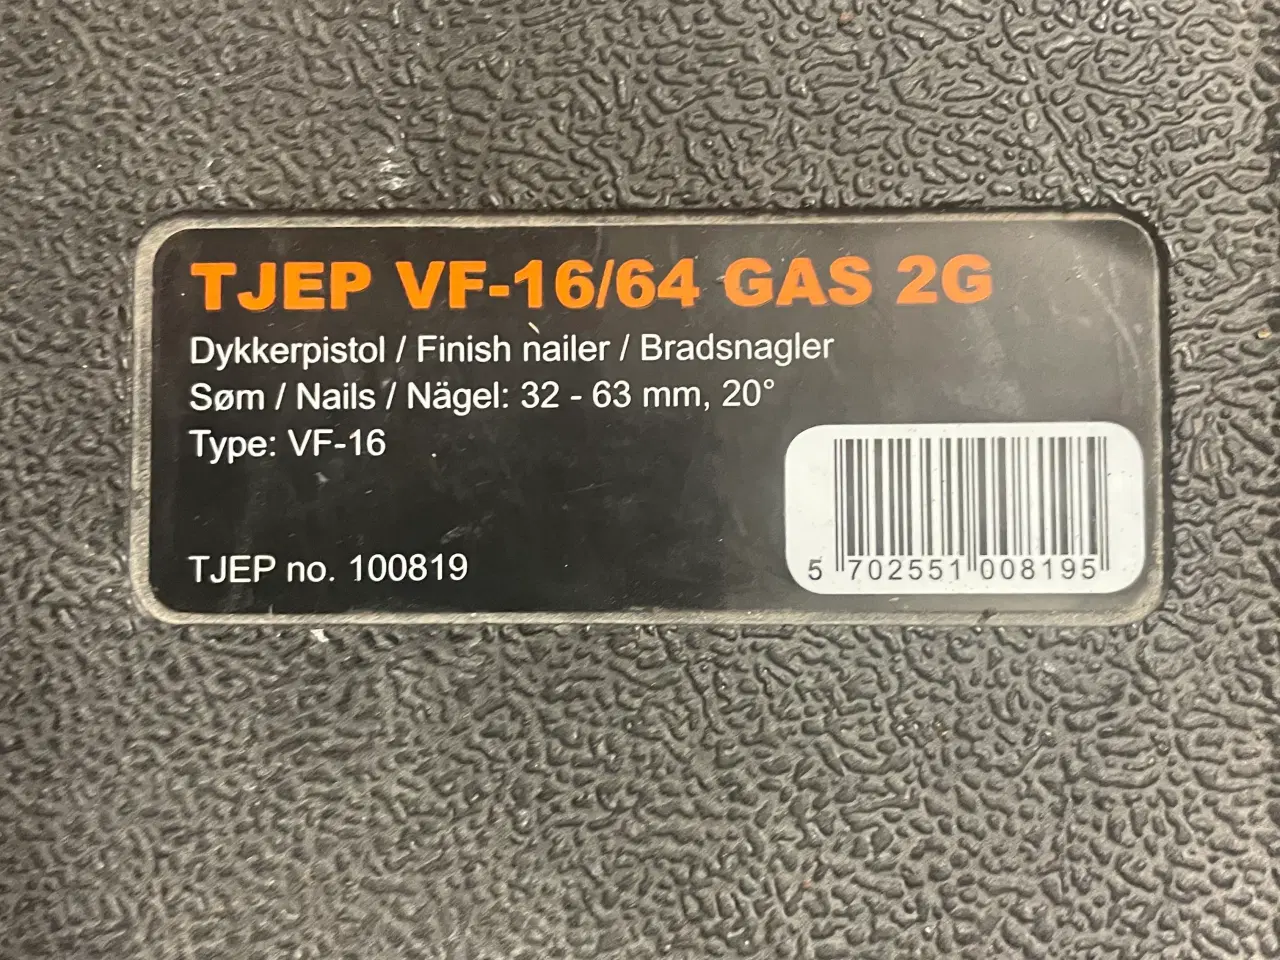 TJEP VF-16/64 GAS 2G
Dykkerpistol / Finish nailer / Bradsnagler
Søm / Nails / Nägel: 32 - 63 mm, 20°
Type: VF-16
TJEP no. 100819
5 702551 008195